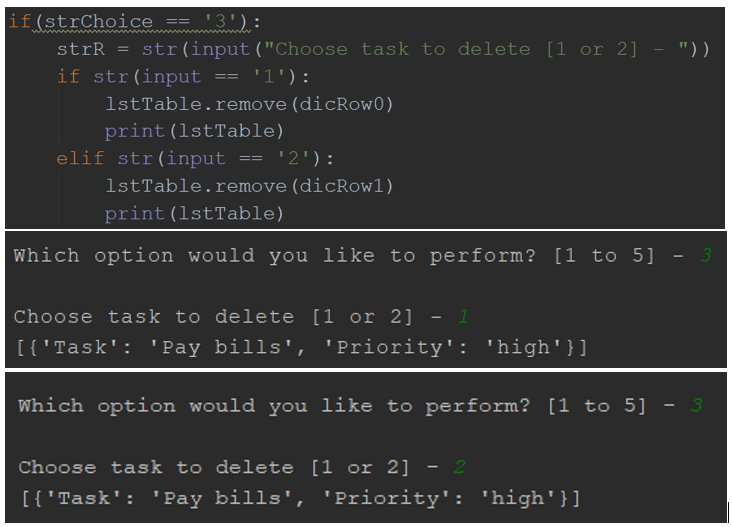 if(strChoice == '3'):
    strR = str(input("Choose task to delete [1 or 2] - "))
    if str(input == '1'):
        lstTable.remove(dicRow0)
        print(lstTable)
    elif str(input == '2'):
        lstTable.remove(dicRow1)
        print(lstTable)
Which option would you like to perform? [1 to 5] - 3
Choose task to delete [1 or 2] - 1
[{'Task': 'Pay bills', 'Priority': 'high'}]
Which option would you like to perform? [1 to 5] - 3
Choose task to delete [1 or 2] - 2
[{'Task': 'Pay bills', 'Priority': 'high'}]